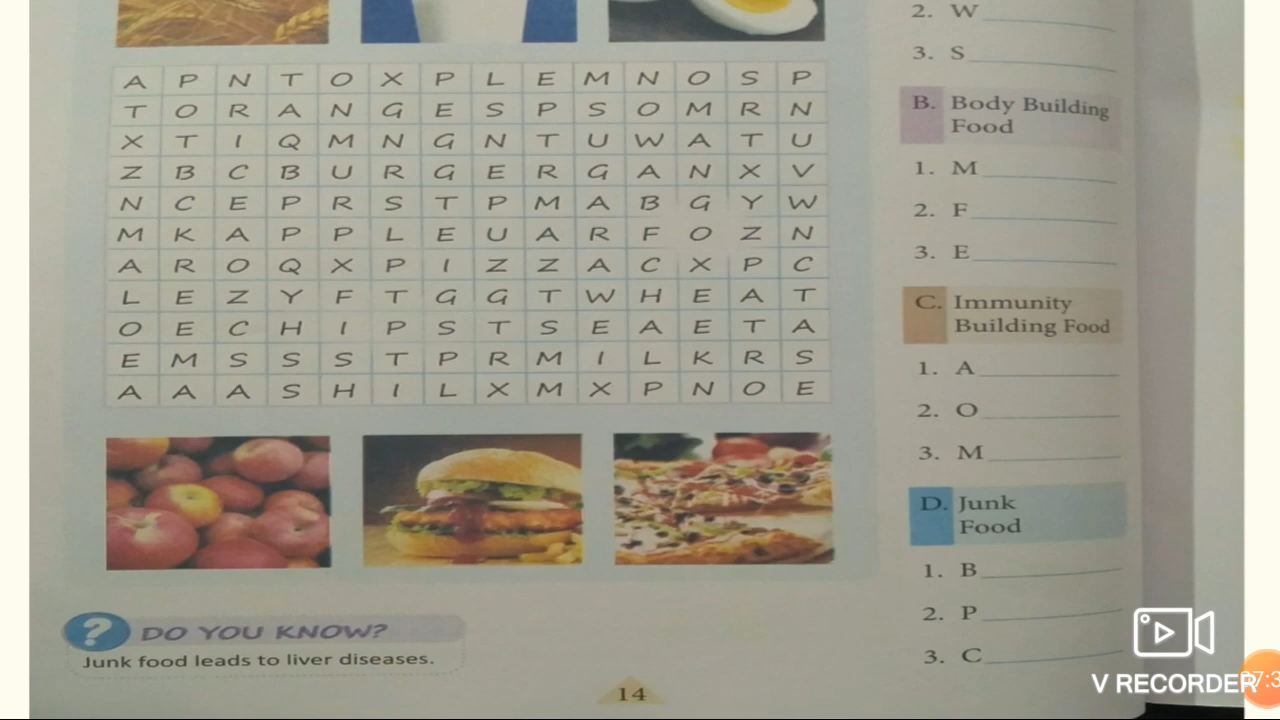 A P N T O X P L E M N O S P
T O R A N G E S P S O M R N
X T I Q M N G N T U W A T U
Z B C B U R G E R G A N X V
N C E P R S T P M A B G Y W
M K A P P L E U A R F O Z N
A R O Q X P I Z Z A C X P C
L E Z Y F T G G T W H E A T
O E C H I P S T S E A E T A
E M S S S T P R M I L K R S
A A A S H I L X M X P N O E
2. W
3. S
B. Body Building
Food
1. M
2. F
3. E
C. Immunity
Building Food
1. A
2. O
3. M
D. Junk
Food
1. B
2. P
3. C
? DO YOU KNOW?
Junk food leads to liver diseases.
14
V RECORDER